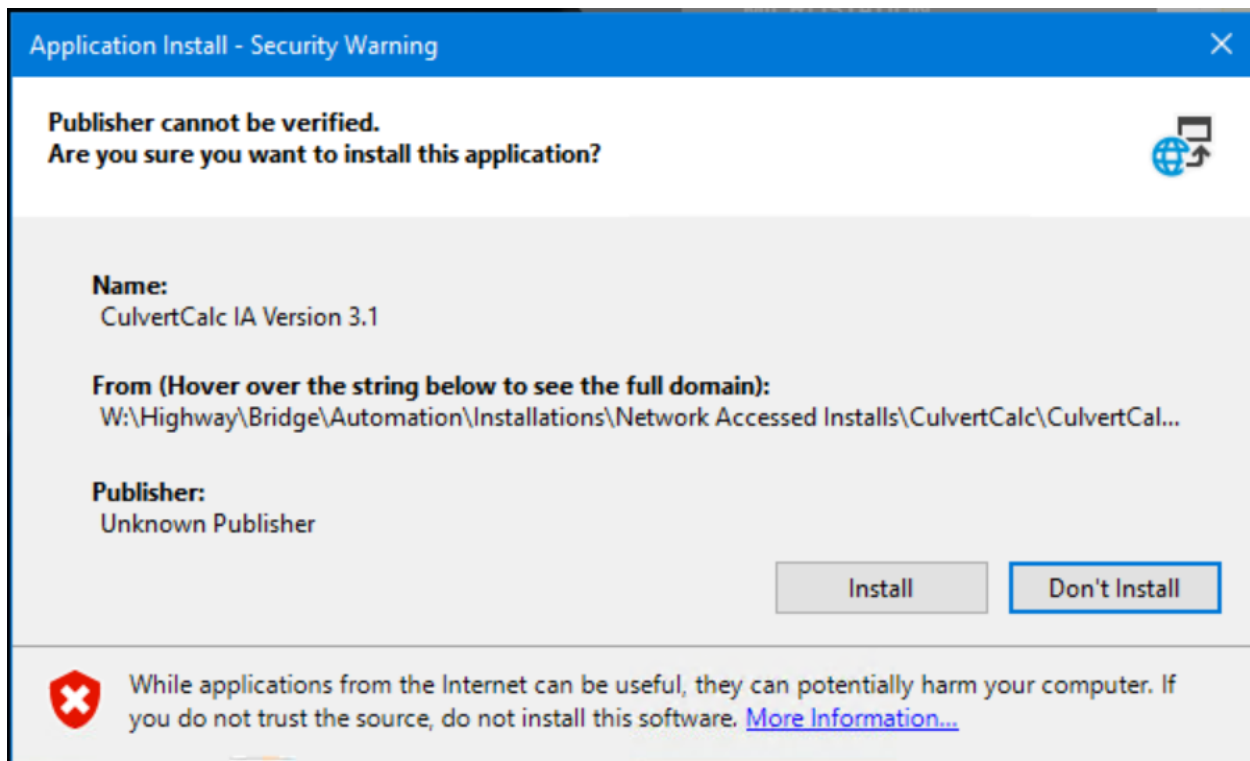 Application Install - Security Warning
Publisher cannot be verified.
Are you sure you want to install this application?
Name:
CulvertCalc IA Version 3.1
From (Hover over the string below to see the full domain):
W:\Highway\Bridge\Automation\Installations\Network Accessed Installs\CulvertCalc\CulvertCal...
Publisher:
Unknown Publisher
Install Don't Install
While applications from the Internet can be useful, they can potentially harm your computer. If
you do not trust the source, do not install this software. More Information...